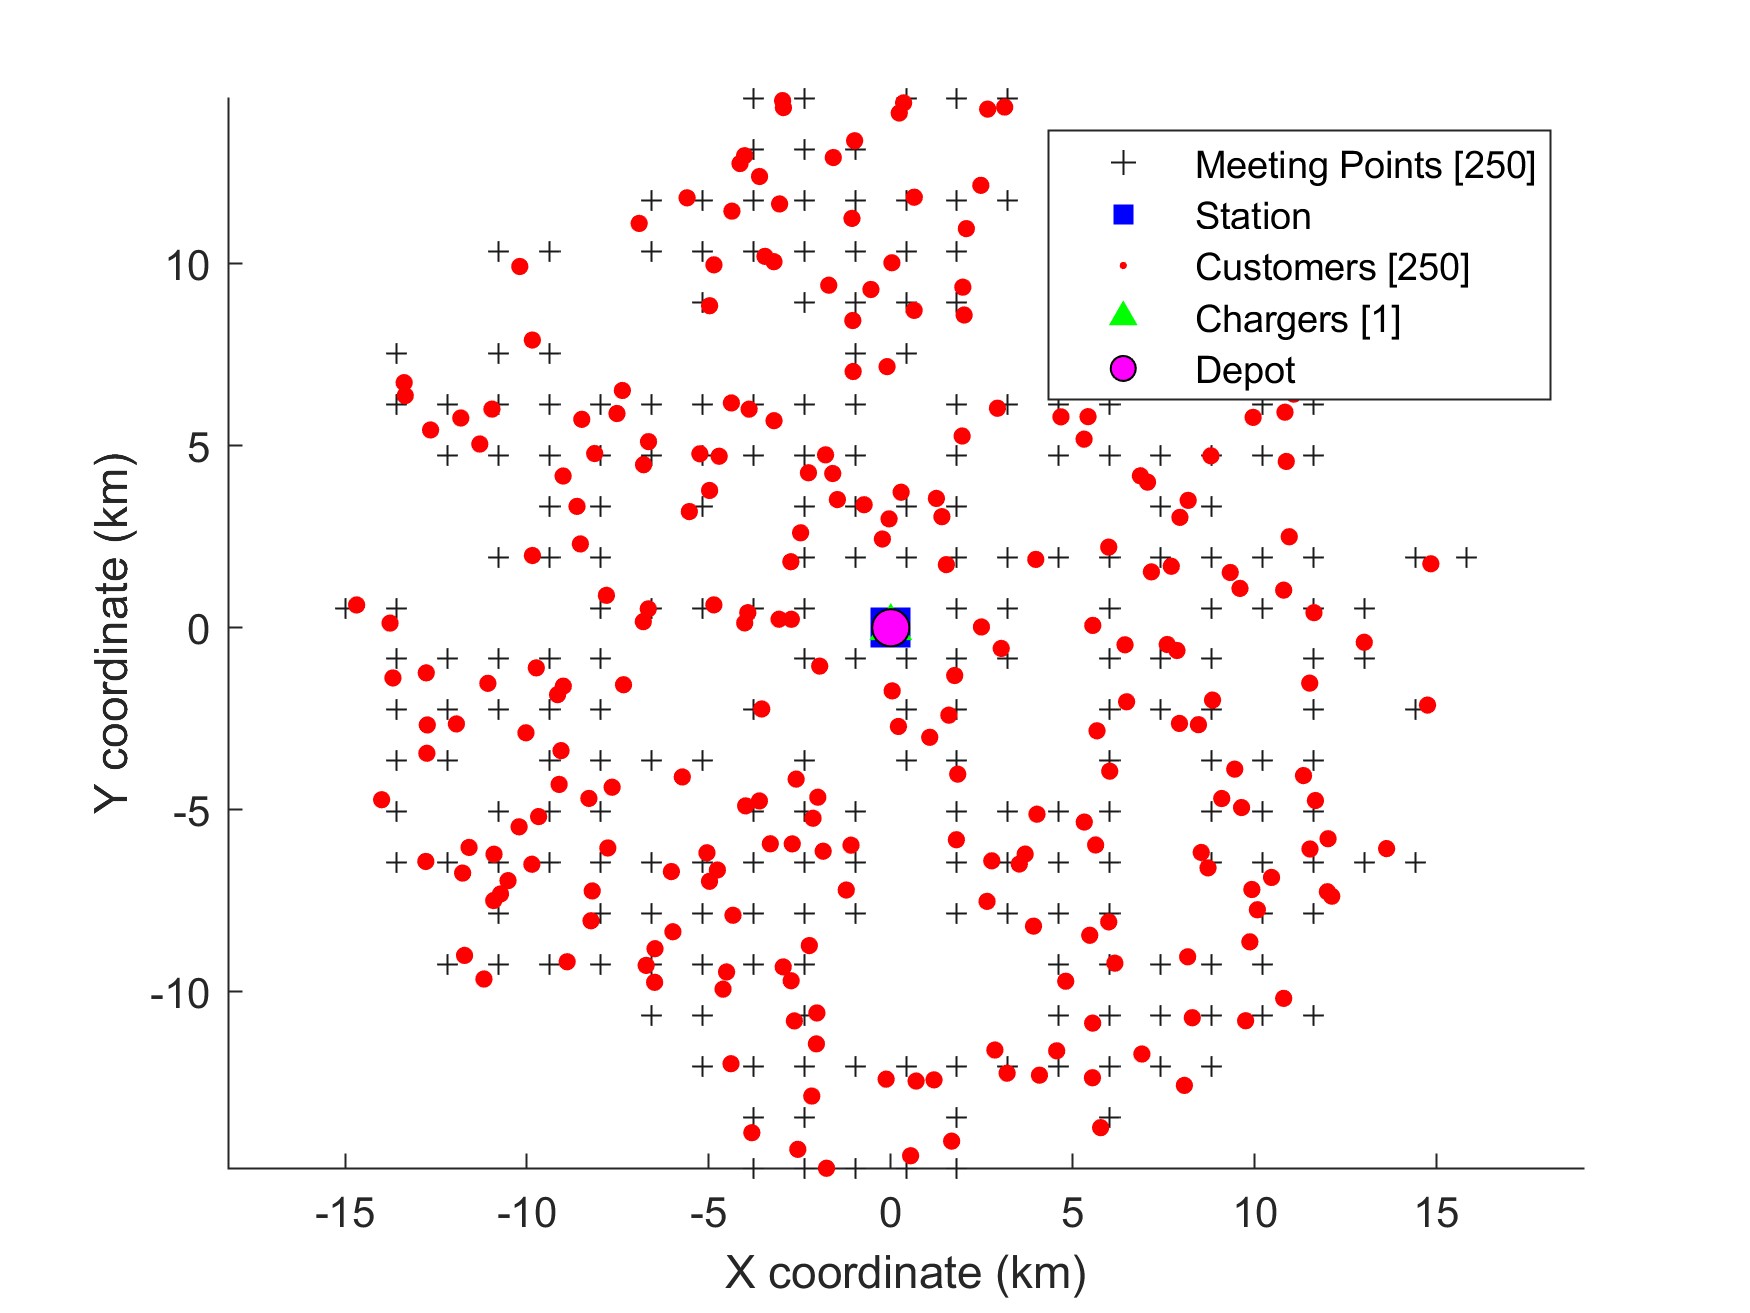 Meeting Points [250]
Station
Customers [250]
Chargers [1]
Depot
10
5
0
-5
-10
Y coordinate (km)
-15
-10
-5
0
5
10
15
X coordinate (km)